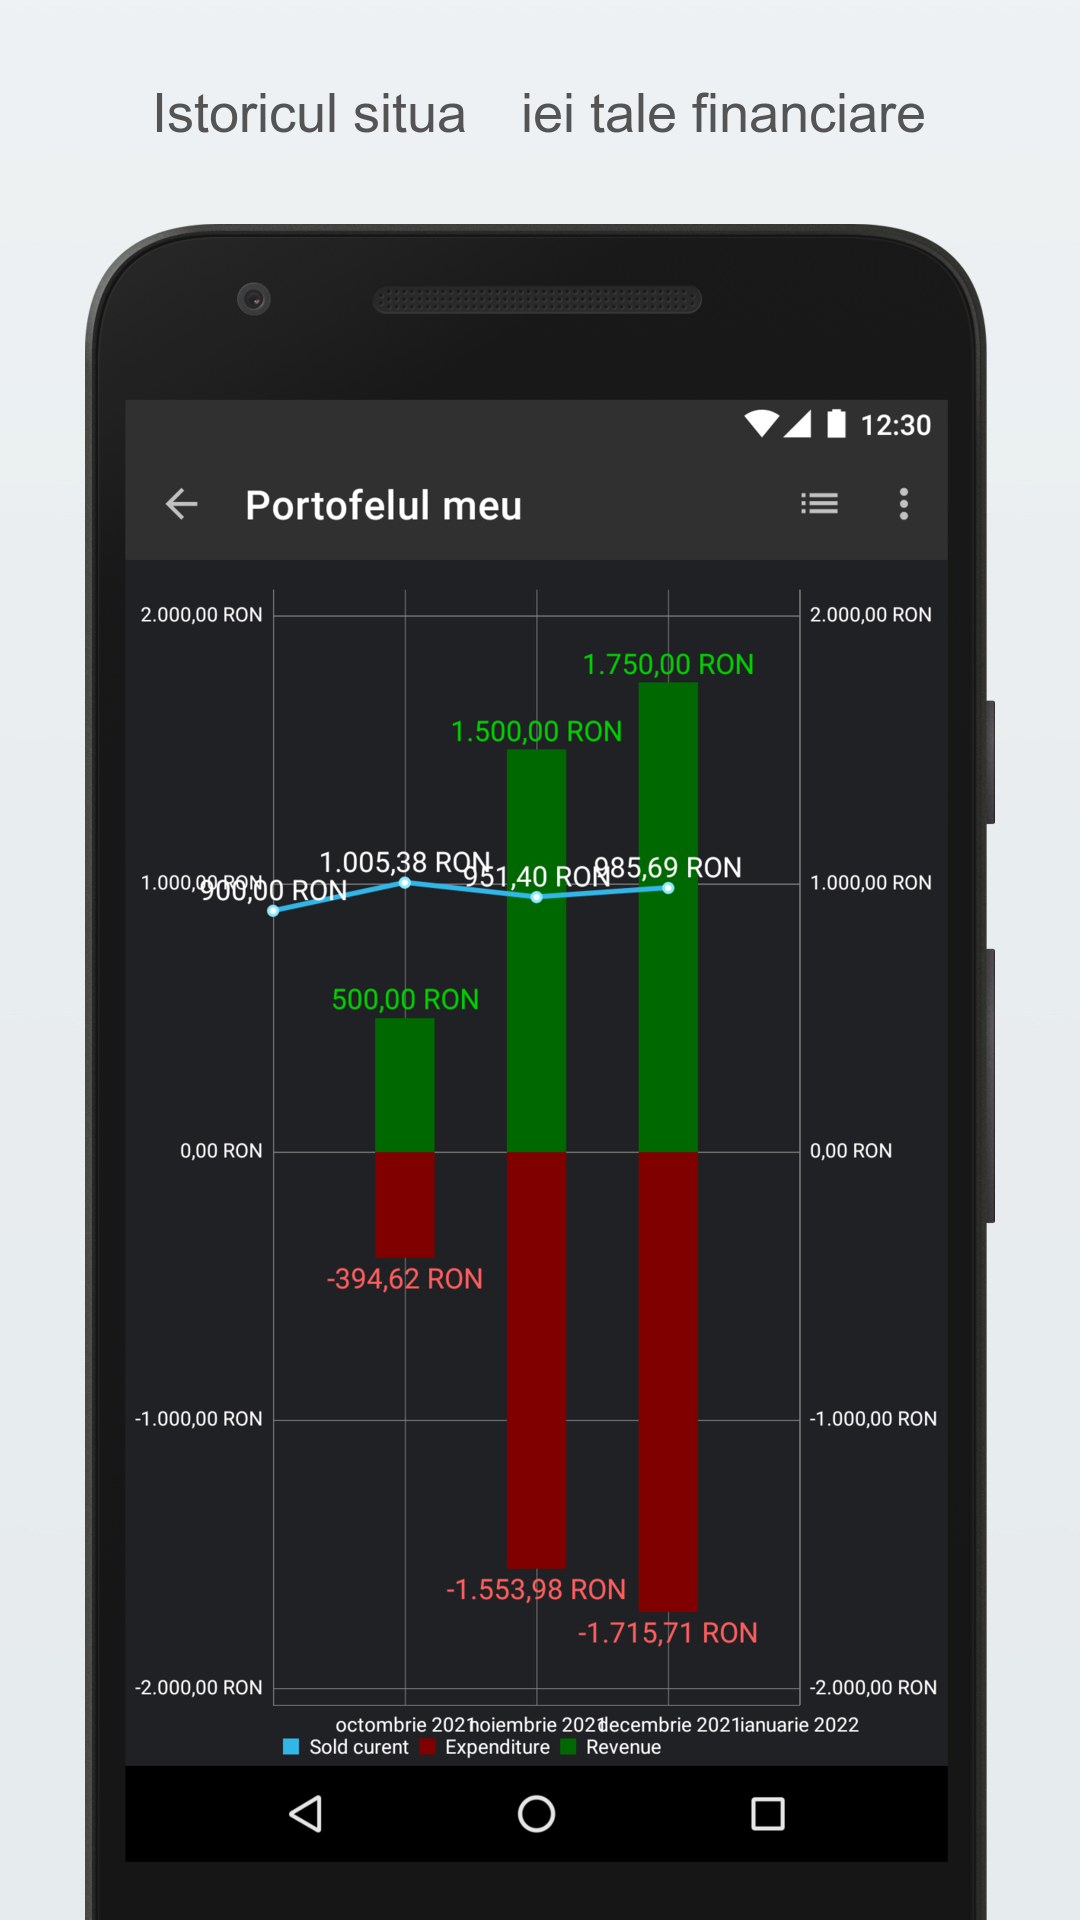 Istoricul situa iei tale financiare
12:30
Portofelul meu
2.000,00 RON 2.000,00 RON
1.750,00 RON
1.500,00 RON
1.005,38 RON 951,40 RON 985,69 RON
1.000,00 RON 900,00 RON 1.000,00 RON
500,00 RON
0,00 RON 0,00 RON
-394,62 RON
-1.000,00 RON -1.000,00 RON
-1.553,98 RON
-1.715,71 RON
-2.000,00 RON -2.000,00 RON
octombrie 2021 noiembrie 2021 decembrie 2021 ianuarie 2022
Sold curent Expenditure Revenue